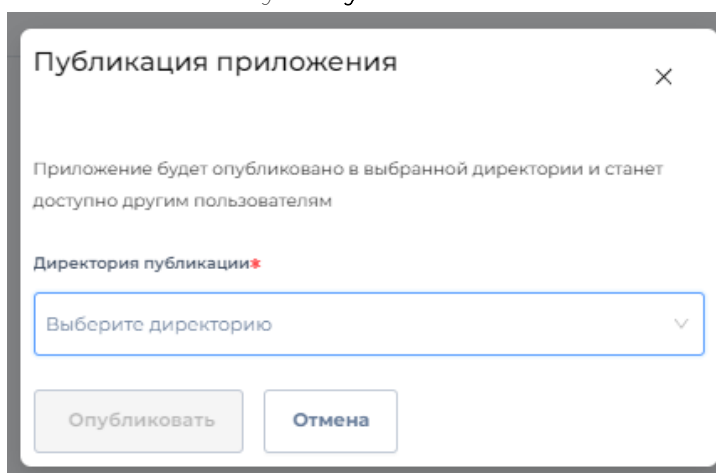 Публикация приложения
Приложение будет опубликовано в выбранной директории и станет
доступно другим пользователям
Директория публикации*
Выберите директорию
Опубликовать Отмена